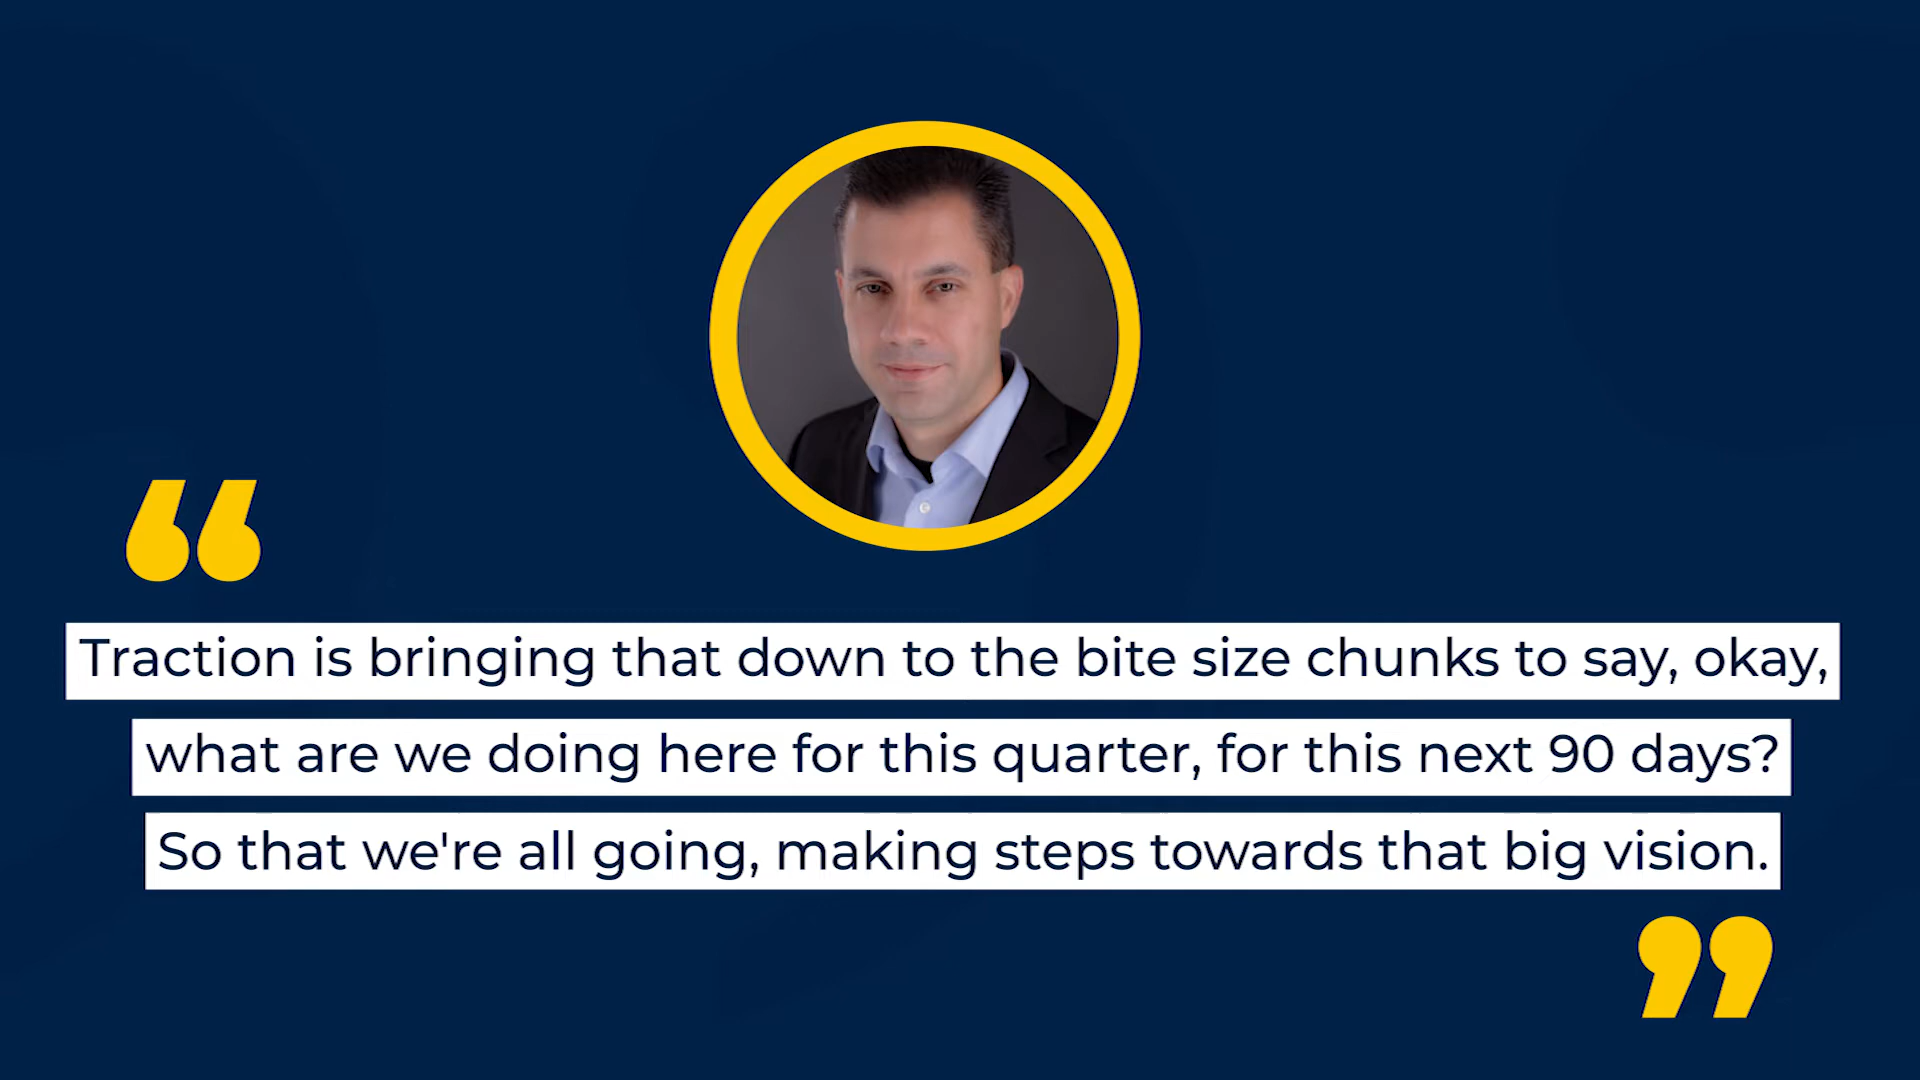 “
Traction is bringing that down to the bite size chunks to say, okay,
what are we doing here for this quarter, for this next 90 days?
So that we're all going, making steps towards that big vision.
”